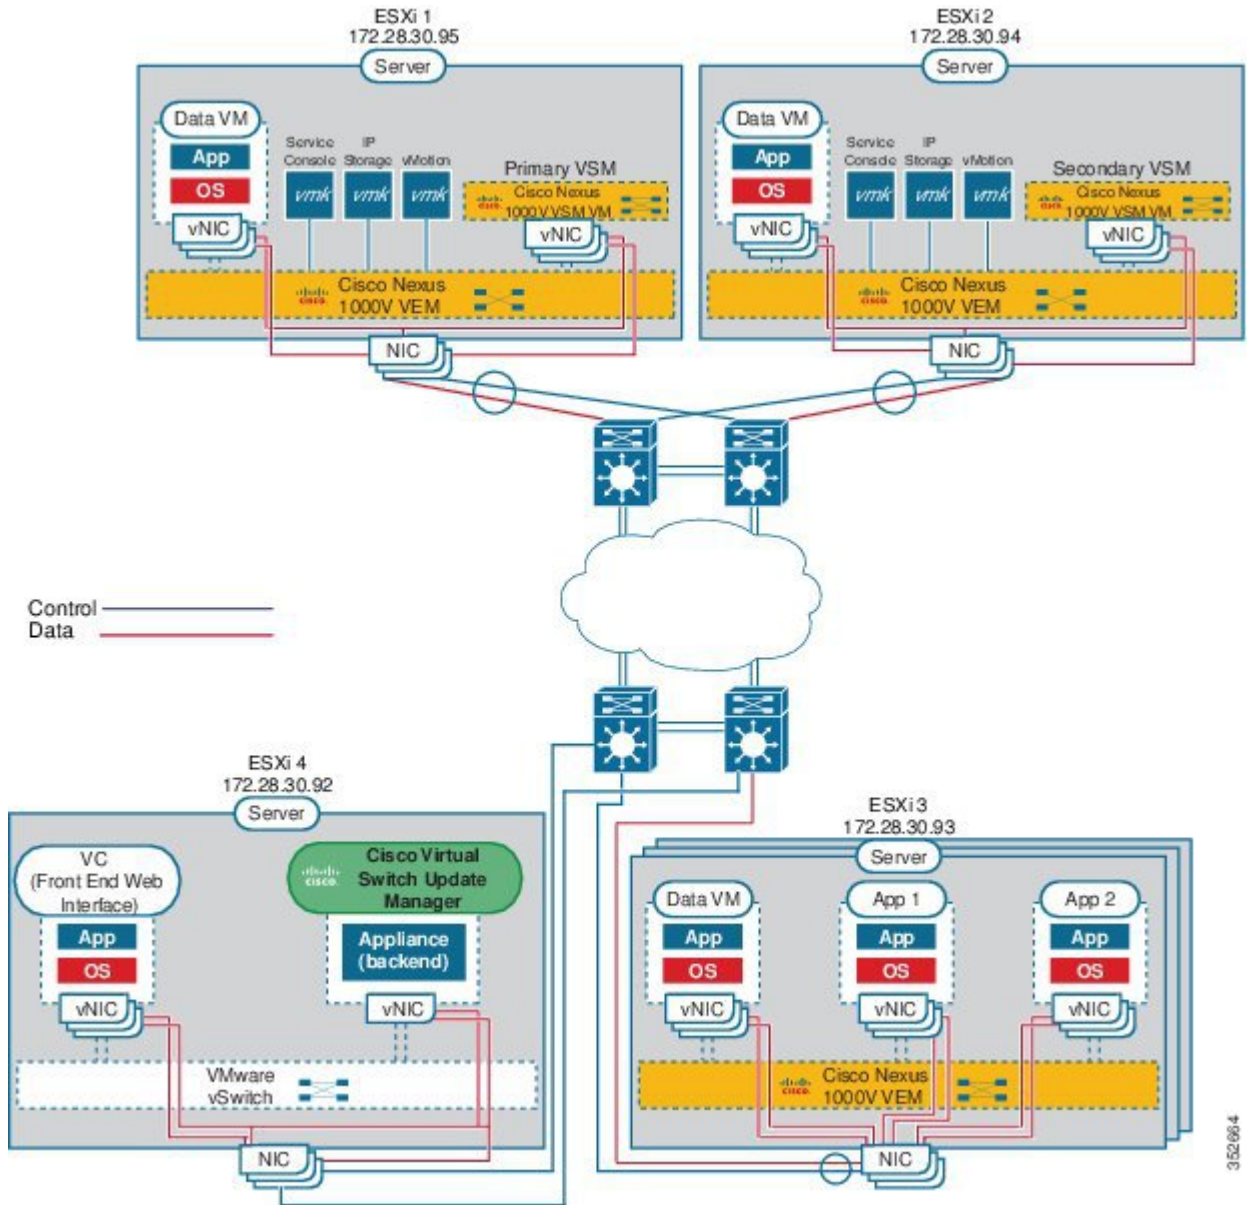 ESXi 1
172.28.30.95
Server
Data VM
App
OS
vNIC
Service
Console
vmk
IP
Storage
vmk
vMotion
vmk
Primary VSM
CISCO
Cisco Nexus
1000V VSM VM
vNIC
CISCO
Cisco Nexus
1000V VEM
NIC
ESXi 2
172.28.30.94
Server
Data VM
App
OS
vNIC
Service
Console
vmk
IP
Storage
vmk
vMotion
vmk
Secondary VSM
CISCO
Cisco Nexus
1000V VSM VM
vNIC
CISCO
Cisco Nexus
1000V VEM
NIC
Control
Data
ESXi 4
172.28.30.92
Server
VC
(Front End Web
Interface)
App
OS
vNIC
CISCO.
Cisco Virtual
Switch Update
Manager
Appliance
(backend)
vNIC
VMware
vSwitch
NIC
ESXi 3
172.28.30.93
Server
Data VM
App
OS
vNIC
App 1
App
OS
vNIC
App 2
App
OS
vNIC
CISCO
Cisco Nexus
1000V VEM
NIC
352664